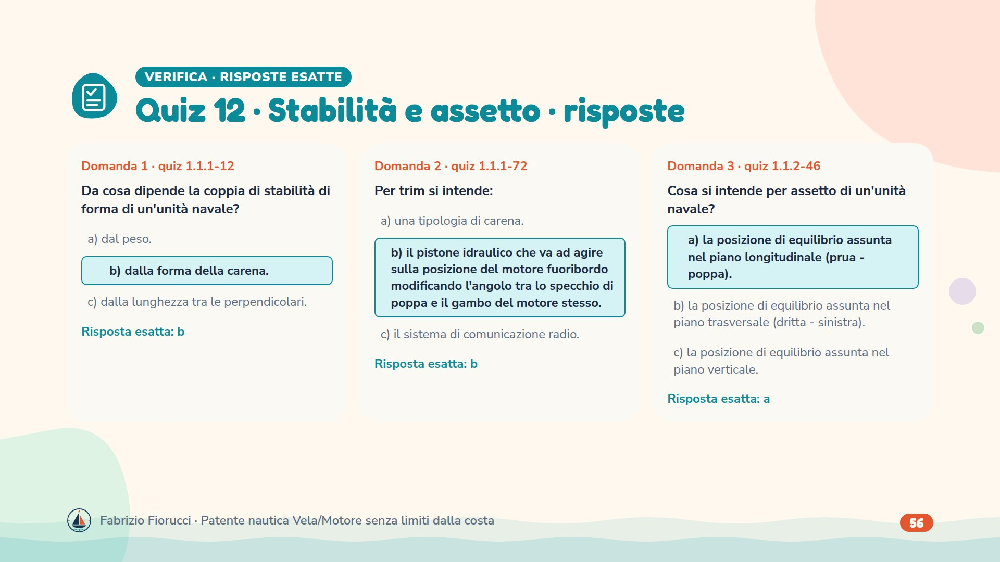 VERIFICA · RISPOSTE ESATTE
Quiz 12 · Stabilità e assetto · risposte
Domanda 1 · quiz 1.1.1-12
Da cosa dipende la coppia di stabilità di
forma di un'unità navale?
a) dal peso.
b) dalla forma della carena.
c) dalla lunghezza tra le perpendicolari.
Risposta esatta: b
Domanda 2 · quiz 1.1.1-72
Per trim si intende:
a) una tipologia di carena.
b) il pistone idraulico che va ad agire
sulla posizione del motore fuoribordo
modificando l'angolo tra lo specchio di
poppa e il gambo del motore stesso.
c) il sistema di comunicazione radio.
Risposta esatta: b
Domanda 3 · quiz 1.1.2-46
Cosa si intende per assetto di un'unità
navale?
a) la posizione di equilibrio assunta
nel piano longitudinale (prua -
poppa).
b) la posizione di equilibrio assunta nel
piano trasversale (dritta - sinistra).
c) la posizione di equilibrio assunta nel
piano verticale.
Risposta esatta: a
Fabrizio Fiorucci · Patente nautica Vela/Motore senza limiti dalla costa
56